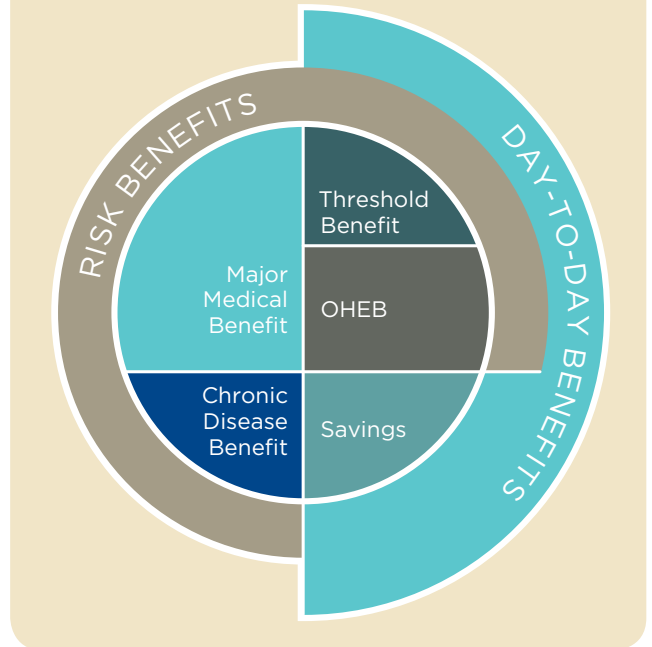 RISK BENEFITS
DAY-TO-DAY BENEFITS
Threshold
Benefit
Major
Medical
Benefit
OHEB
Chronic
Disease
Benefit
Savings